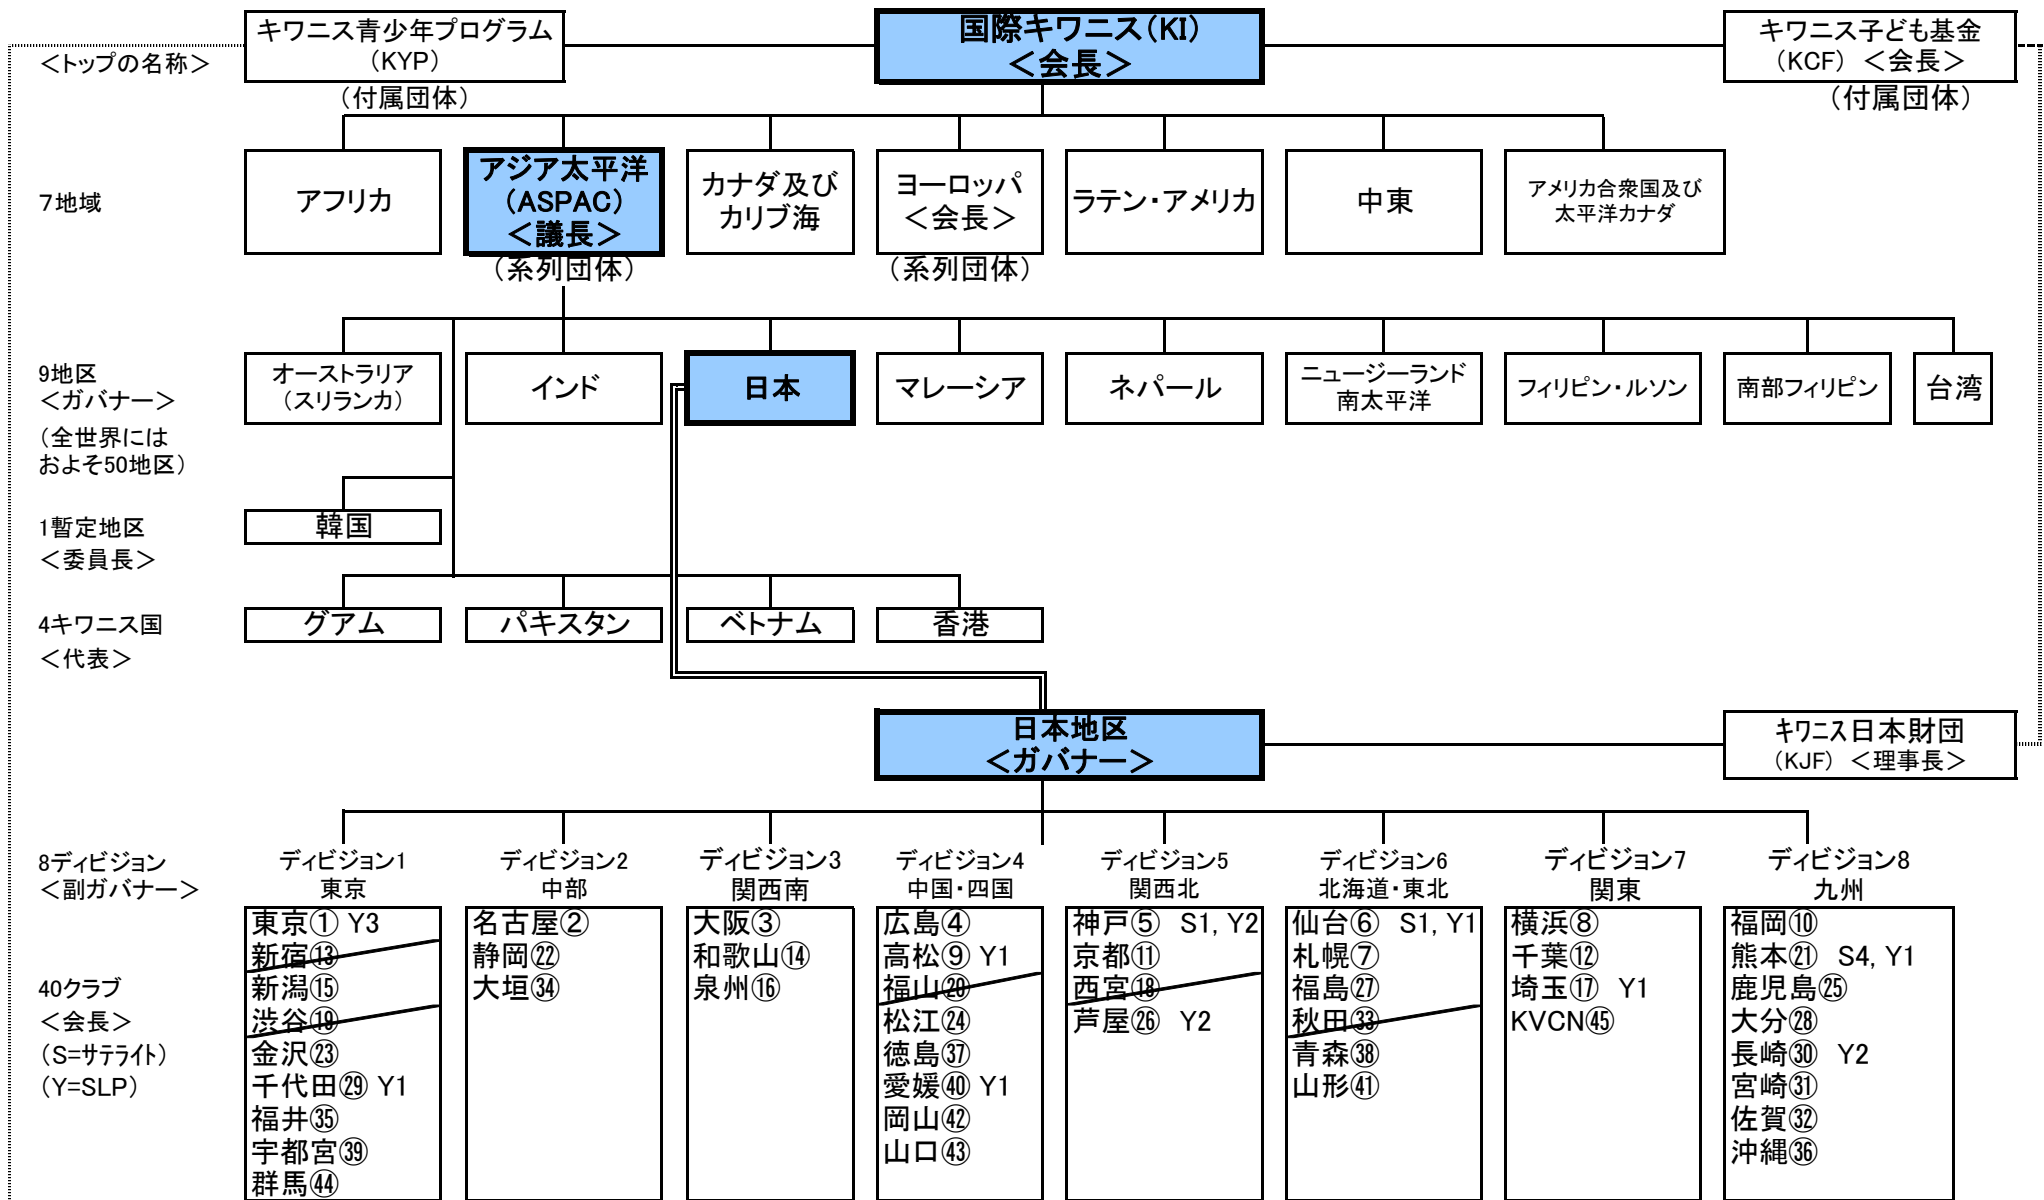 キワニス青少年プログラム
(KYP)
(付属団体)
国際キワニス(KI)
<会長>
キワニス子ども基金
(KCF) <会長>
(付属団体)
<トップの名称>
7地域
アフリカ
アジア太平洋
(ASPAC)
<議長>
(系列団体)
カナダ及び
カリブ海
ヨーロッパ
<会長>
(系列団体)
ラテン・アメリカ
中東
アメリカ合衆国及び
太平洋カナダ
9地区
<ガバナー>
(全世界には
およそ50地区)
オーストラリア
(スリランカ)
インド
日本
マレーシア
ネパール
ニュージーランド
南太平洋
フィリピン・ルソン
南部フィリピン
台湾
1暫定地区
<委員長>
韓国
4キワニス国
<代表>
グアム
パキスタン
ベトナム
香港
日本地区
<ガバナー>
キワニス日本財団
(KJF) <理事長>
8ディビジョン
<副ガバナー>
40クラブ
<会長>
(S=サテライト)
(Y=SLP)
ディビジョン1
東京
東京① Y3
新宿⑬
新潟⑮
渋谷⑲
金沢㉓
千代田㉙ Y1
福井㉟
宇都宮㊴
群馬㊹
ディビジョン2
中部
名古屋②
静岡㉒
大垣㉞
ディビジョン3
関西南
大阪③
和歌山⑭
泉州⑯
ディビジョン4
中国・四国
広島④
高松⑨ Y1
福山⑳
松江㉔
徳島㊲
愛媛㊵ Y1
岡山㊷
山口㊸
ディビジョン5
関西北
神戸⑤ S1, Y2
京都⑪
西宮⑱
芦屋㉖ Y2
ディビジョン6
北海道・東北
仙台⑥ S1, Y1
札幌⑦
福島㉗
秋田㉝
青森㊳
山形㊶
ディビジョン7
関東
横浜⑧
千葉⑫
埼玉⑰ Y1
KVCN㊺
ディビジョン8
九州
福岡⑩
熊本㉑ S4, Y1
鹿児島㉕
大分㉘
長崎㉚ Y2
宮崎㉛
佐賀㉜
沖縄㊱